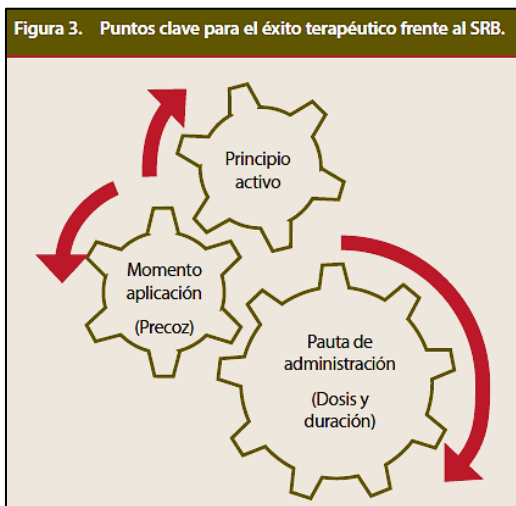 Figura 3. Puntos clave para el éxito terapéutico frente al SRB.
Principio
activo
Momento
aplicación
(Precoz)
Pauta de
administración
(Dosis y
duración)